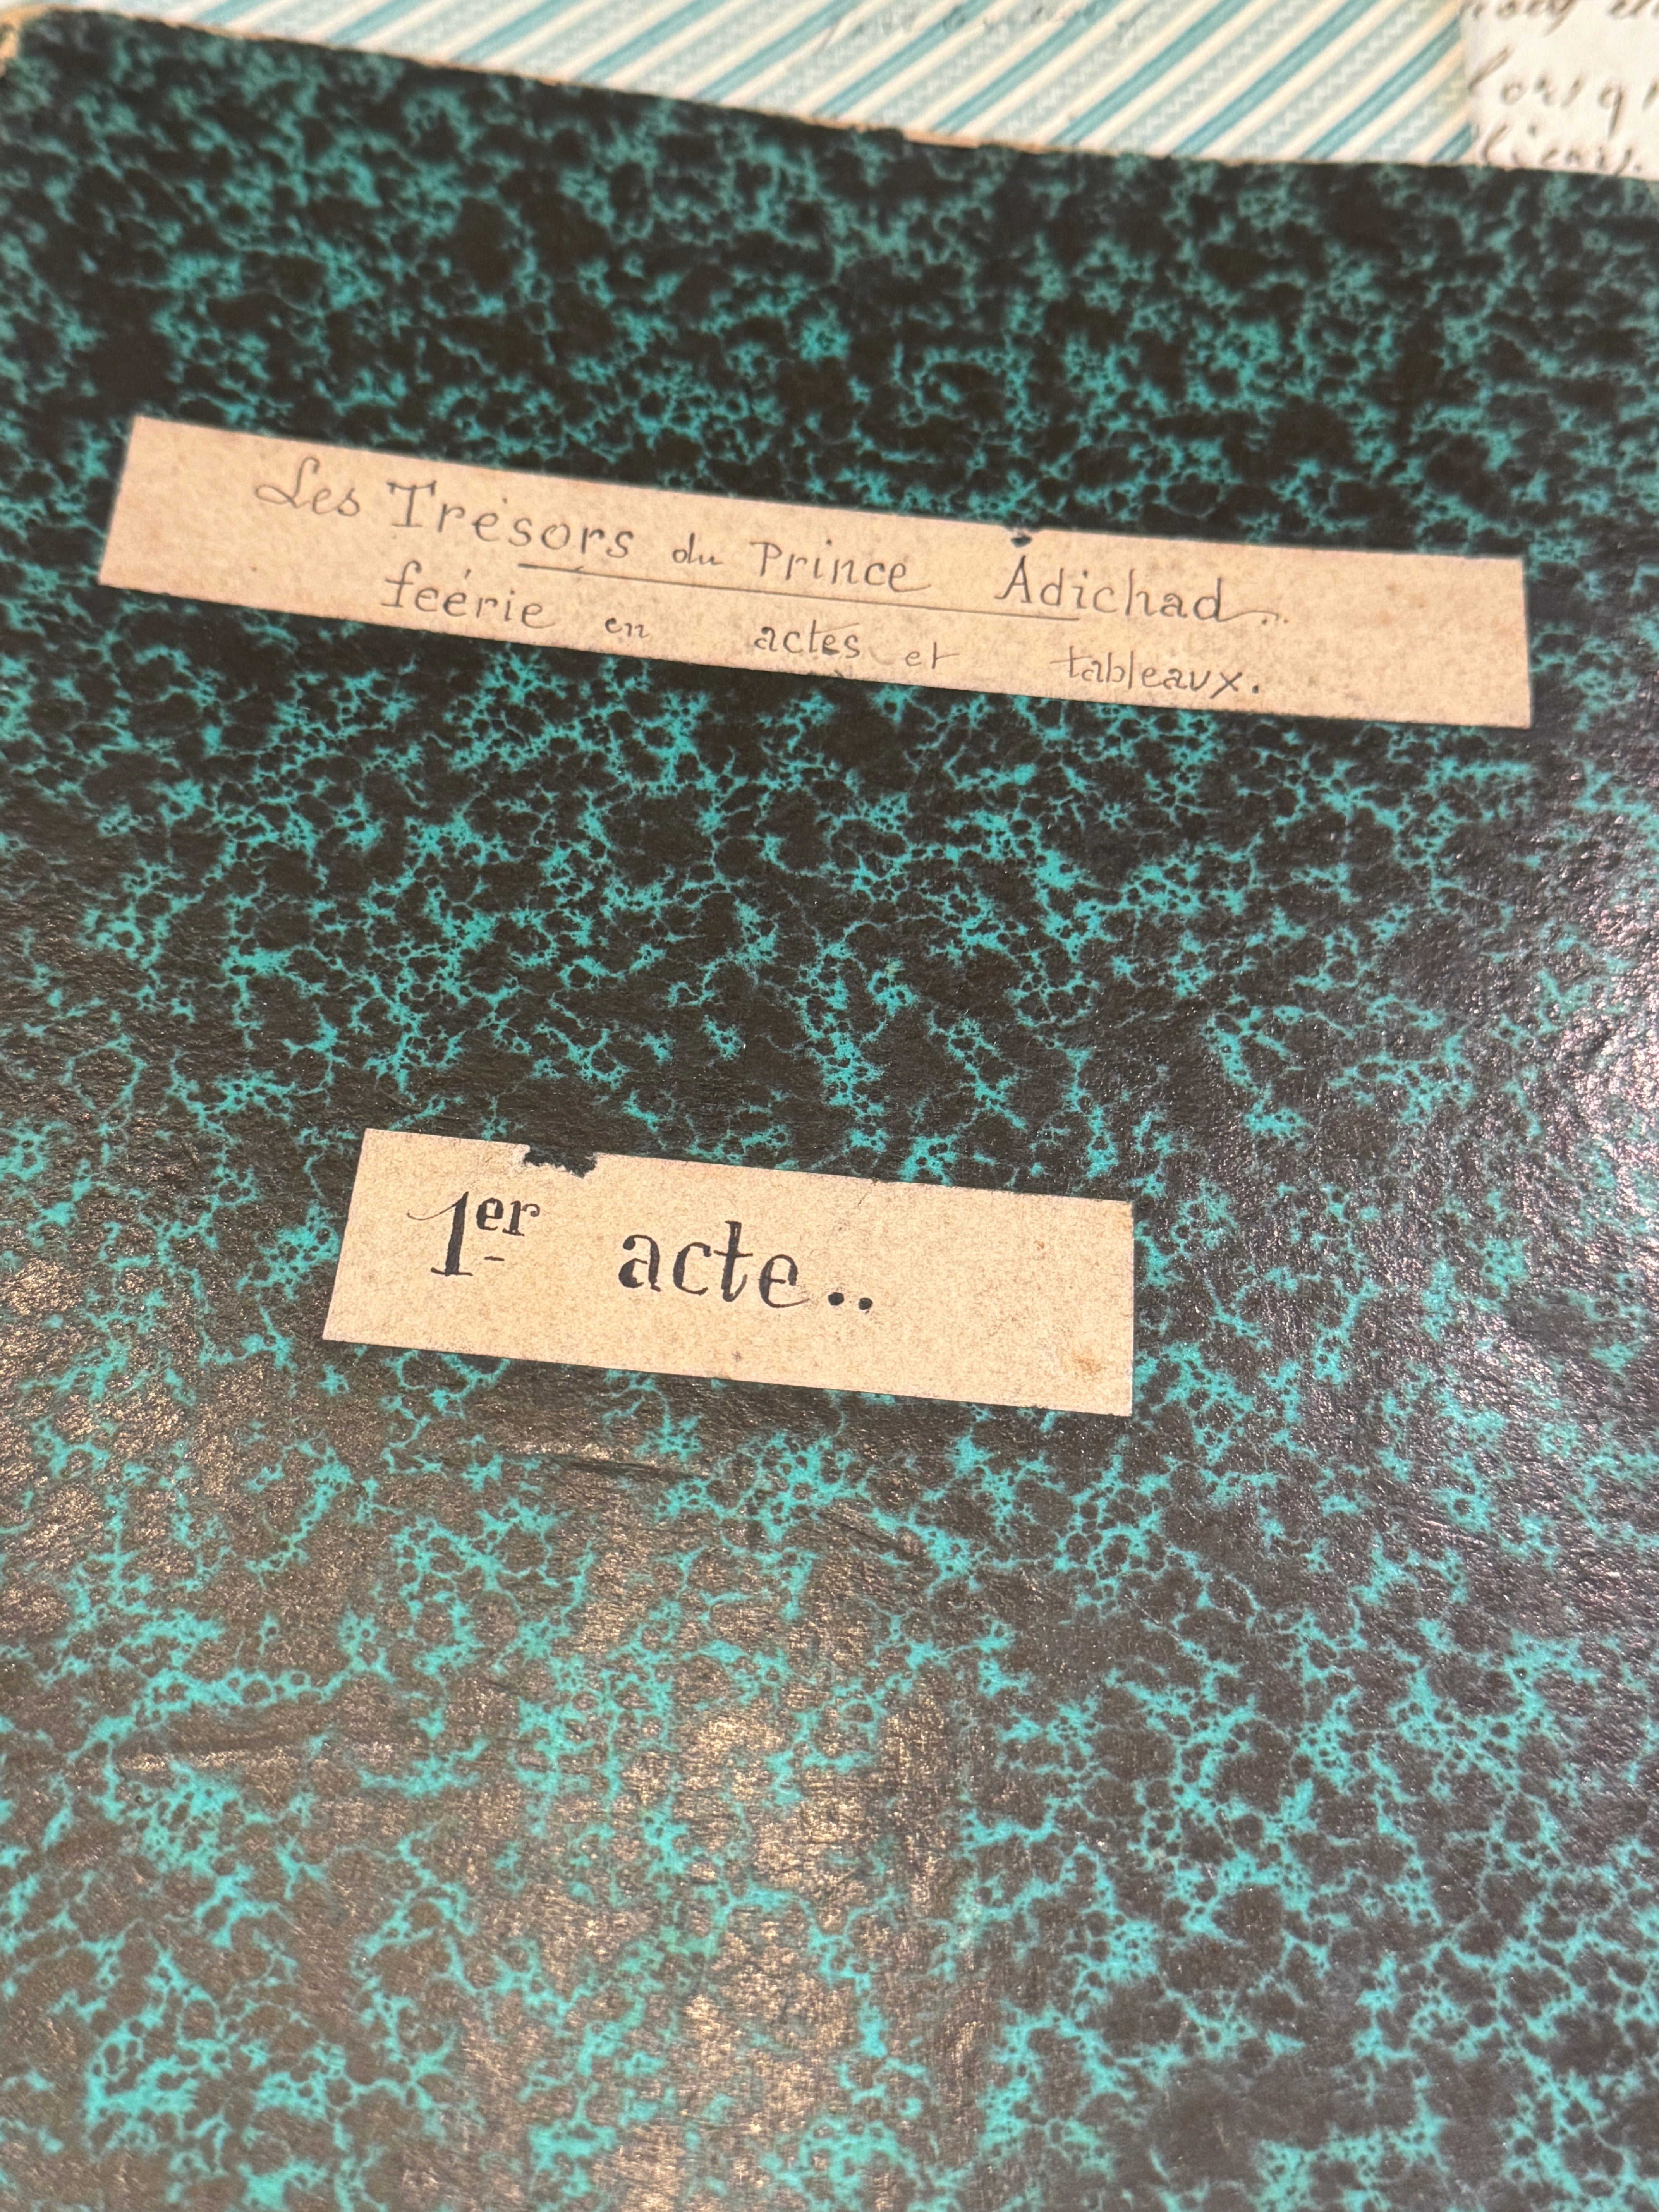 Les Trésors du Prince Adichad..
féerie en actes et tableaux.
1er acte..